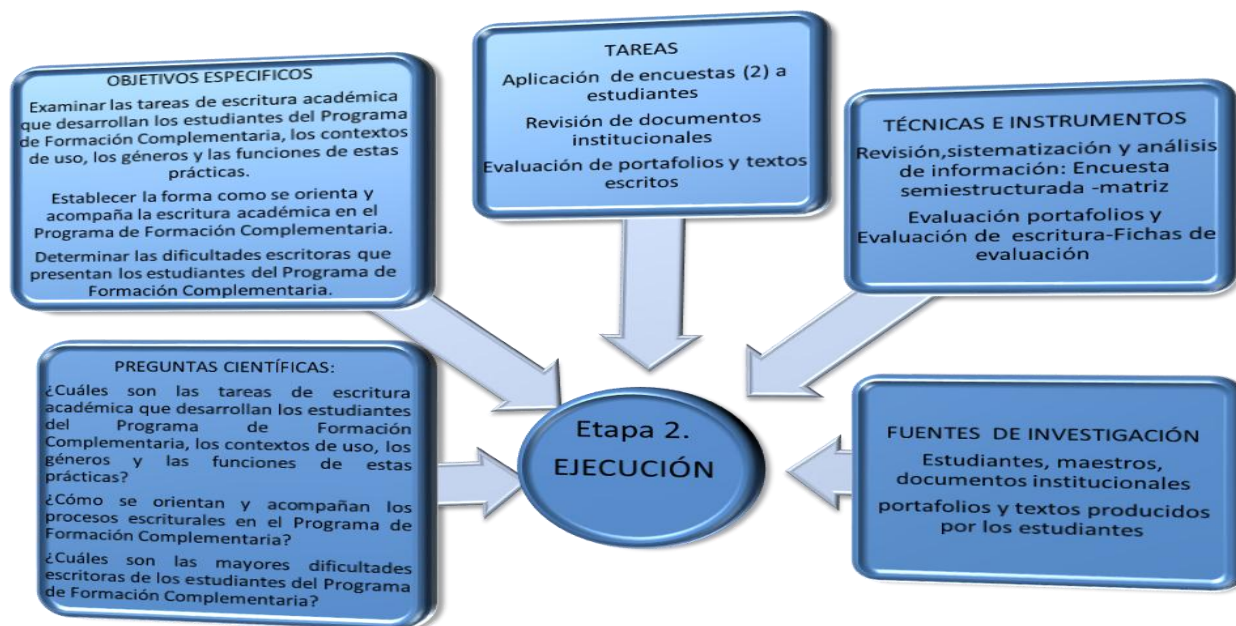 OBJETIVOS ESPECIFICOS
Examinar las tareas de escritura académica
que desarrollan los estudiantes del Programa
de Formación Complementaria, los contextos
de uso, los géneros y las funciones de estas
prácticas.
Establecer la forma como se orienta y
acompaña la escritura académica en el
Programa de Formación Complementaria.
Determinar las dificultades escritoras que
presentan los estudiantes del Programa de
Formación Complementaria.
TAREAS
Aplicación de encuestas (2) a
estudiantes
Revisión de documentos
institucionales
Evaluación de portafolios y textos
escritos
TÉCNICAS E INSTRUMENTOS
Revisión,sistematización y análisis
de información: Encuesta
semiestructurada -matriz
Evaluación portafolios y
Evaluación de escritura-Fichas de
evaluación
PREGUNTAS CIENTÍFICAS:
¿Cuáles son las tareas de escritura
académica que desarrollan los estudiantes
del Programa de Formación
Complementaria, los contextos de uso, los
géneros y las funciones de estas
prácticas?
¿Cómo se orientan y acompañan los
procesos escriturales en el Programa de
Formación Complementaria?
¿Cuáles son las mayores dificultades
escritoras de los estudiantes del Programa
de Formación Complementaria?
Etapa 2.
EJECUCIÓN
FUENTES DE INVESTIGACIÓN
Estudiantes, maestros,
documentos institucionales
portafolios y textos producidos
por los estudiantes